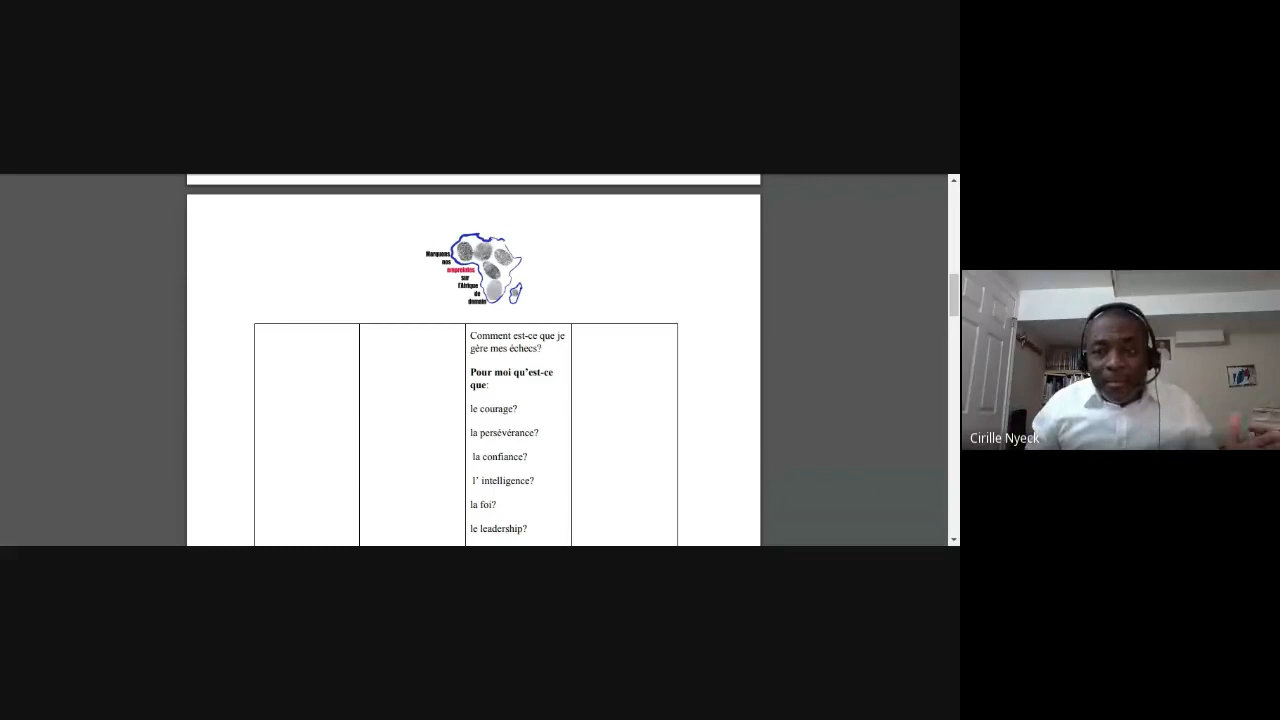 Marquons
nos
empreintes
sur
l'Afrique
de
demain
Comment est-ce que je
gère mes échecs?
Pour moi qu'est-ce
que:
le courage?
la persévérance?
la confiance?
l' intelligence?
la foi?
le leadership?
Cirille Nyeck